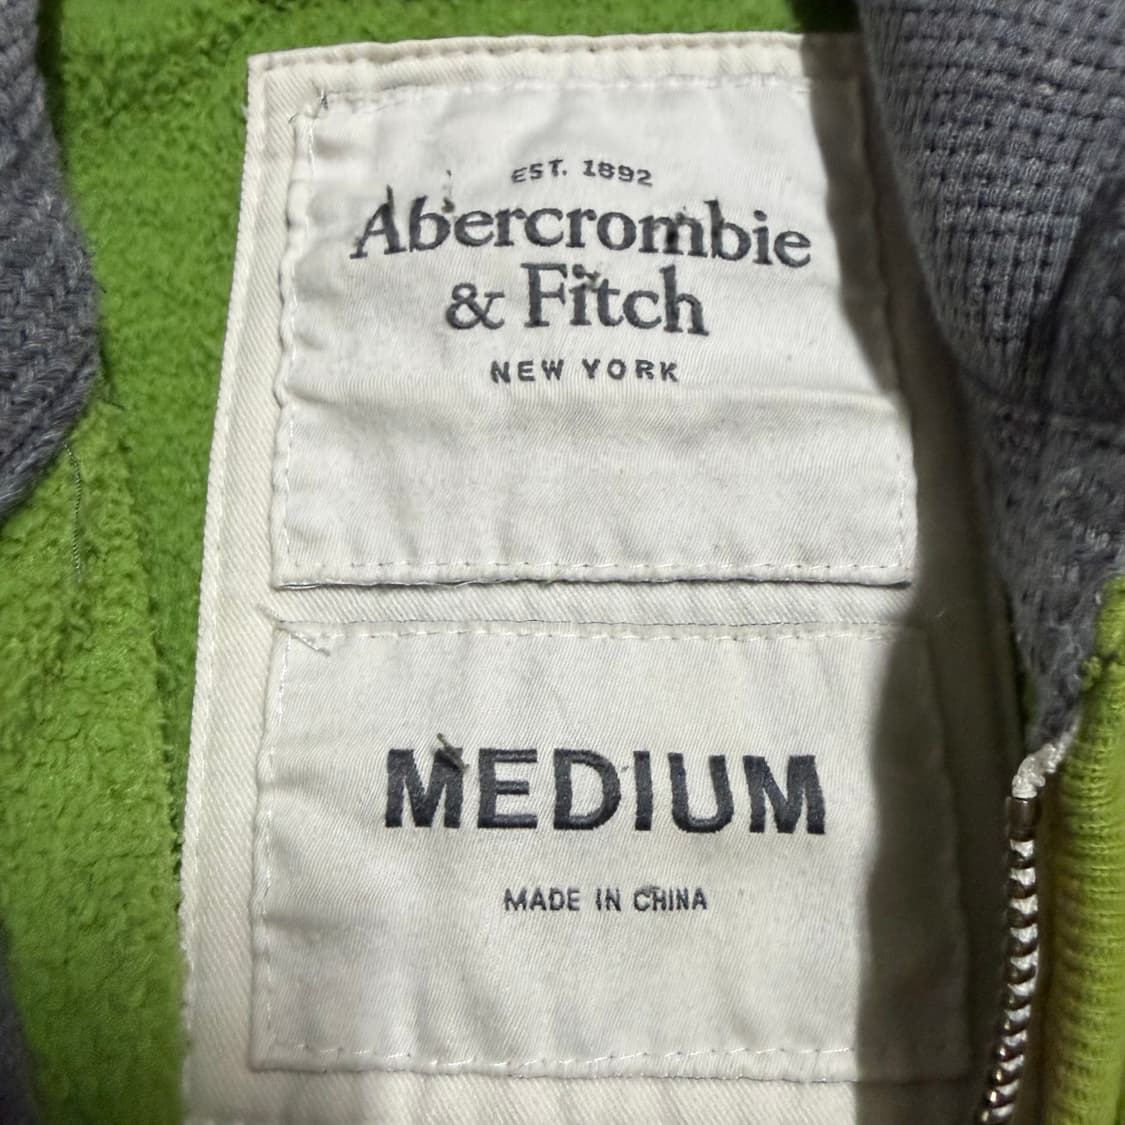 EST. 1892
Abercrombie
& Fitch
NEW YORK
MEDIUM
MADE IN CHINA